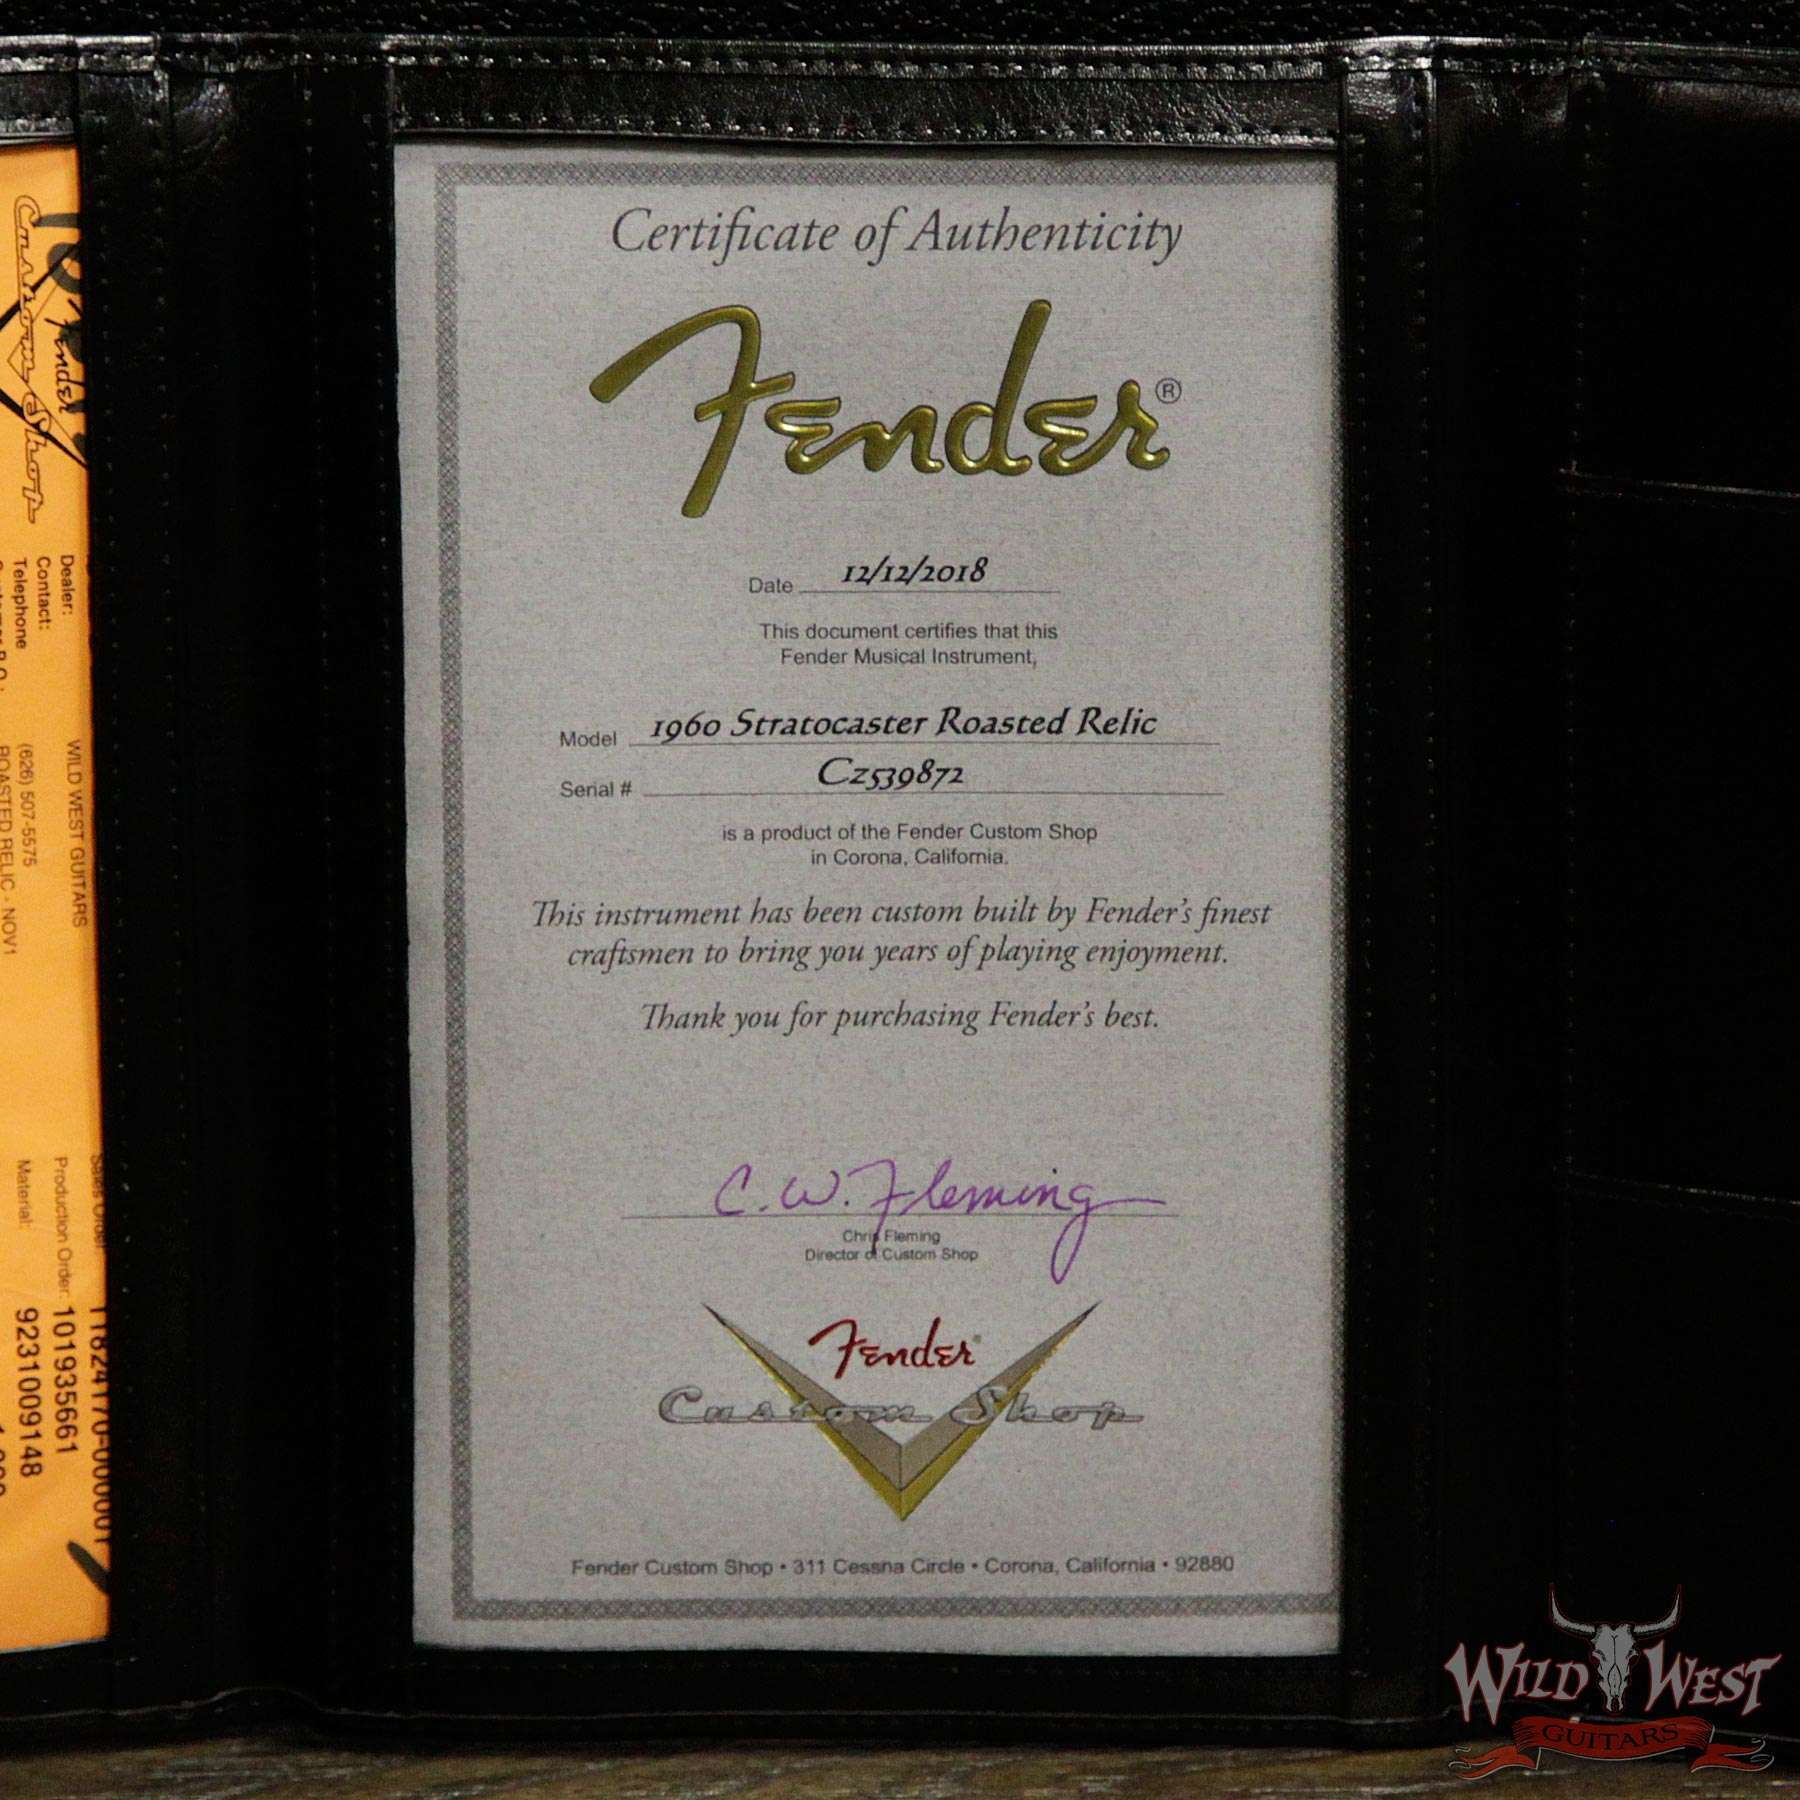 Certificate of Authenticity
Fender®
Date 12/12/2018
This document certifies that this
Fender Musical Instrument,
Model 1960 Stratocaster Roasted Relic
Serial # Cz539872
is a product of the Fender Custom Shop
in Corona, California.
This instrument has been custom built by Fender's finest
craftsmen to bring you years of playing enjoyment.
Thank you for purchasing Fender's best.
C. W. Fleming
Chris Fleming
Director of Custom Shop
Fender
Custom Shop
Fender Custom Shop • 311 Cessna Circle • Corona, California • 92880
Custom Shop
Fender
Dealer: WILD WEST GUITARS
Contact:
Telephone (626) 507-5575
ROASTED RELIC - NOV1
Sales Order
Production Order: 101935661
Material: 9231009148
WILD WEST
GUITARS